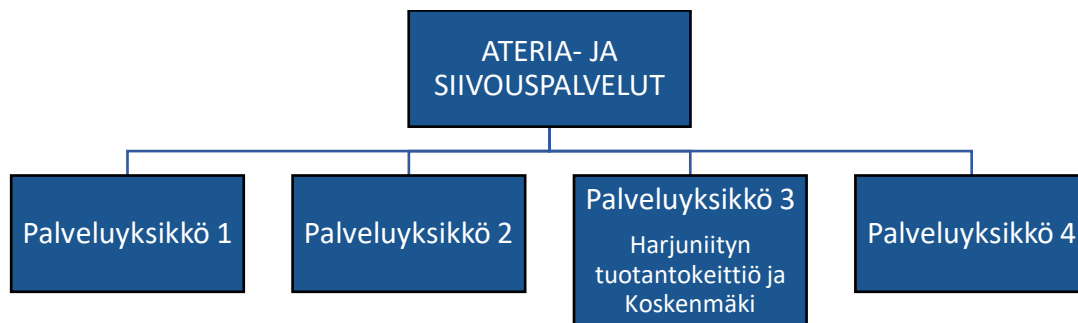 ATERIA- JA
SIIVOUSPALVELUT
Palveluyksikkö 1
Palveluyksikkö 2
Palveluyksikkö 3
Harjuniityn
tuotantokeittiö ja
Koskenmäki
Palveluyksikkö 4